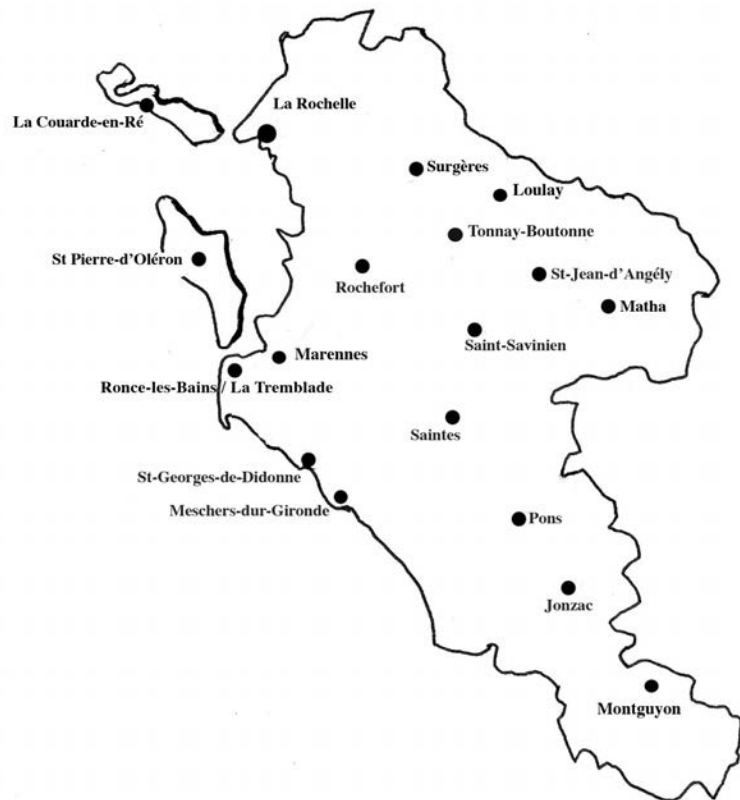 La Rochelle
La Couarde-en-Ré
Surgères
Loulay
Tonnay-Boutonne
St Pierre-d'Oléron
Rochefort
St-Jean-d'Angély
Matha
Saint-Savinien
Marennes
Ronce-les-Bains / La Tremblade
Saintes
St-Georges-de-Didonne
Meschers-dur-Gironde
Pons
Jonzac
Montguyon